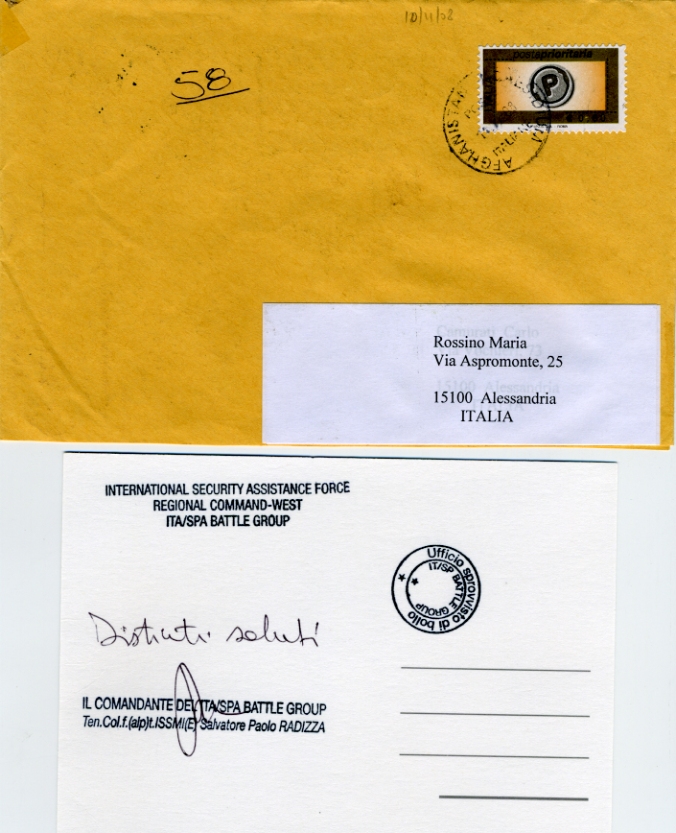 10/11/08
58
posteprioritaria
P
AFGHANISTAN
Rossino Maria
Via Aspromonte, 25
15100 Alessandria
ITALIA
INTERNATIONAL SECURITY ASSISTANCE FORCE
REGIONAL COMMAND-WEST
ITA/SPA BATTLE GROUP
Ufficio sprovvisto di bollo
IT/SP BATTLE GROUP
Distinti saluti
IL COMANDANTE DEL ITA/SPA BATTLE GROUP
Ten.Col.f.(alp)t.ISSMI(E) Salvatore Paolo RADIZZA